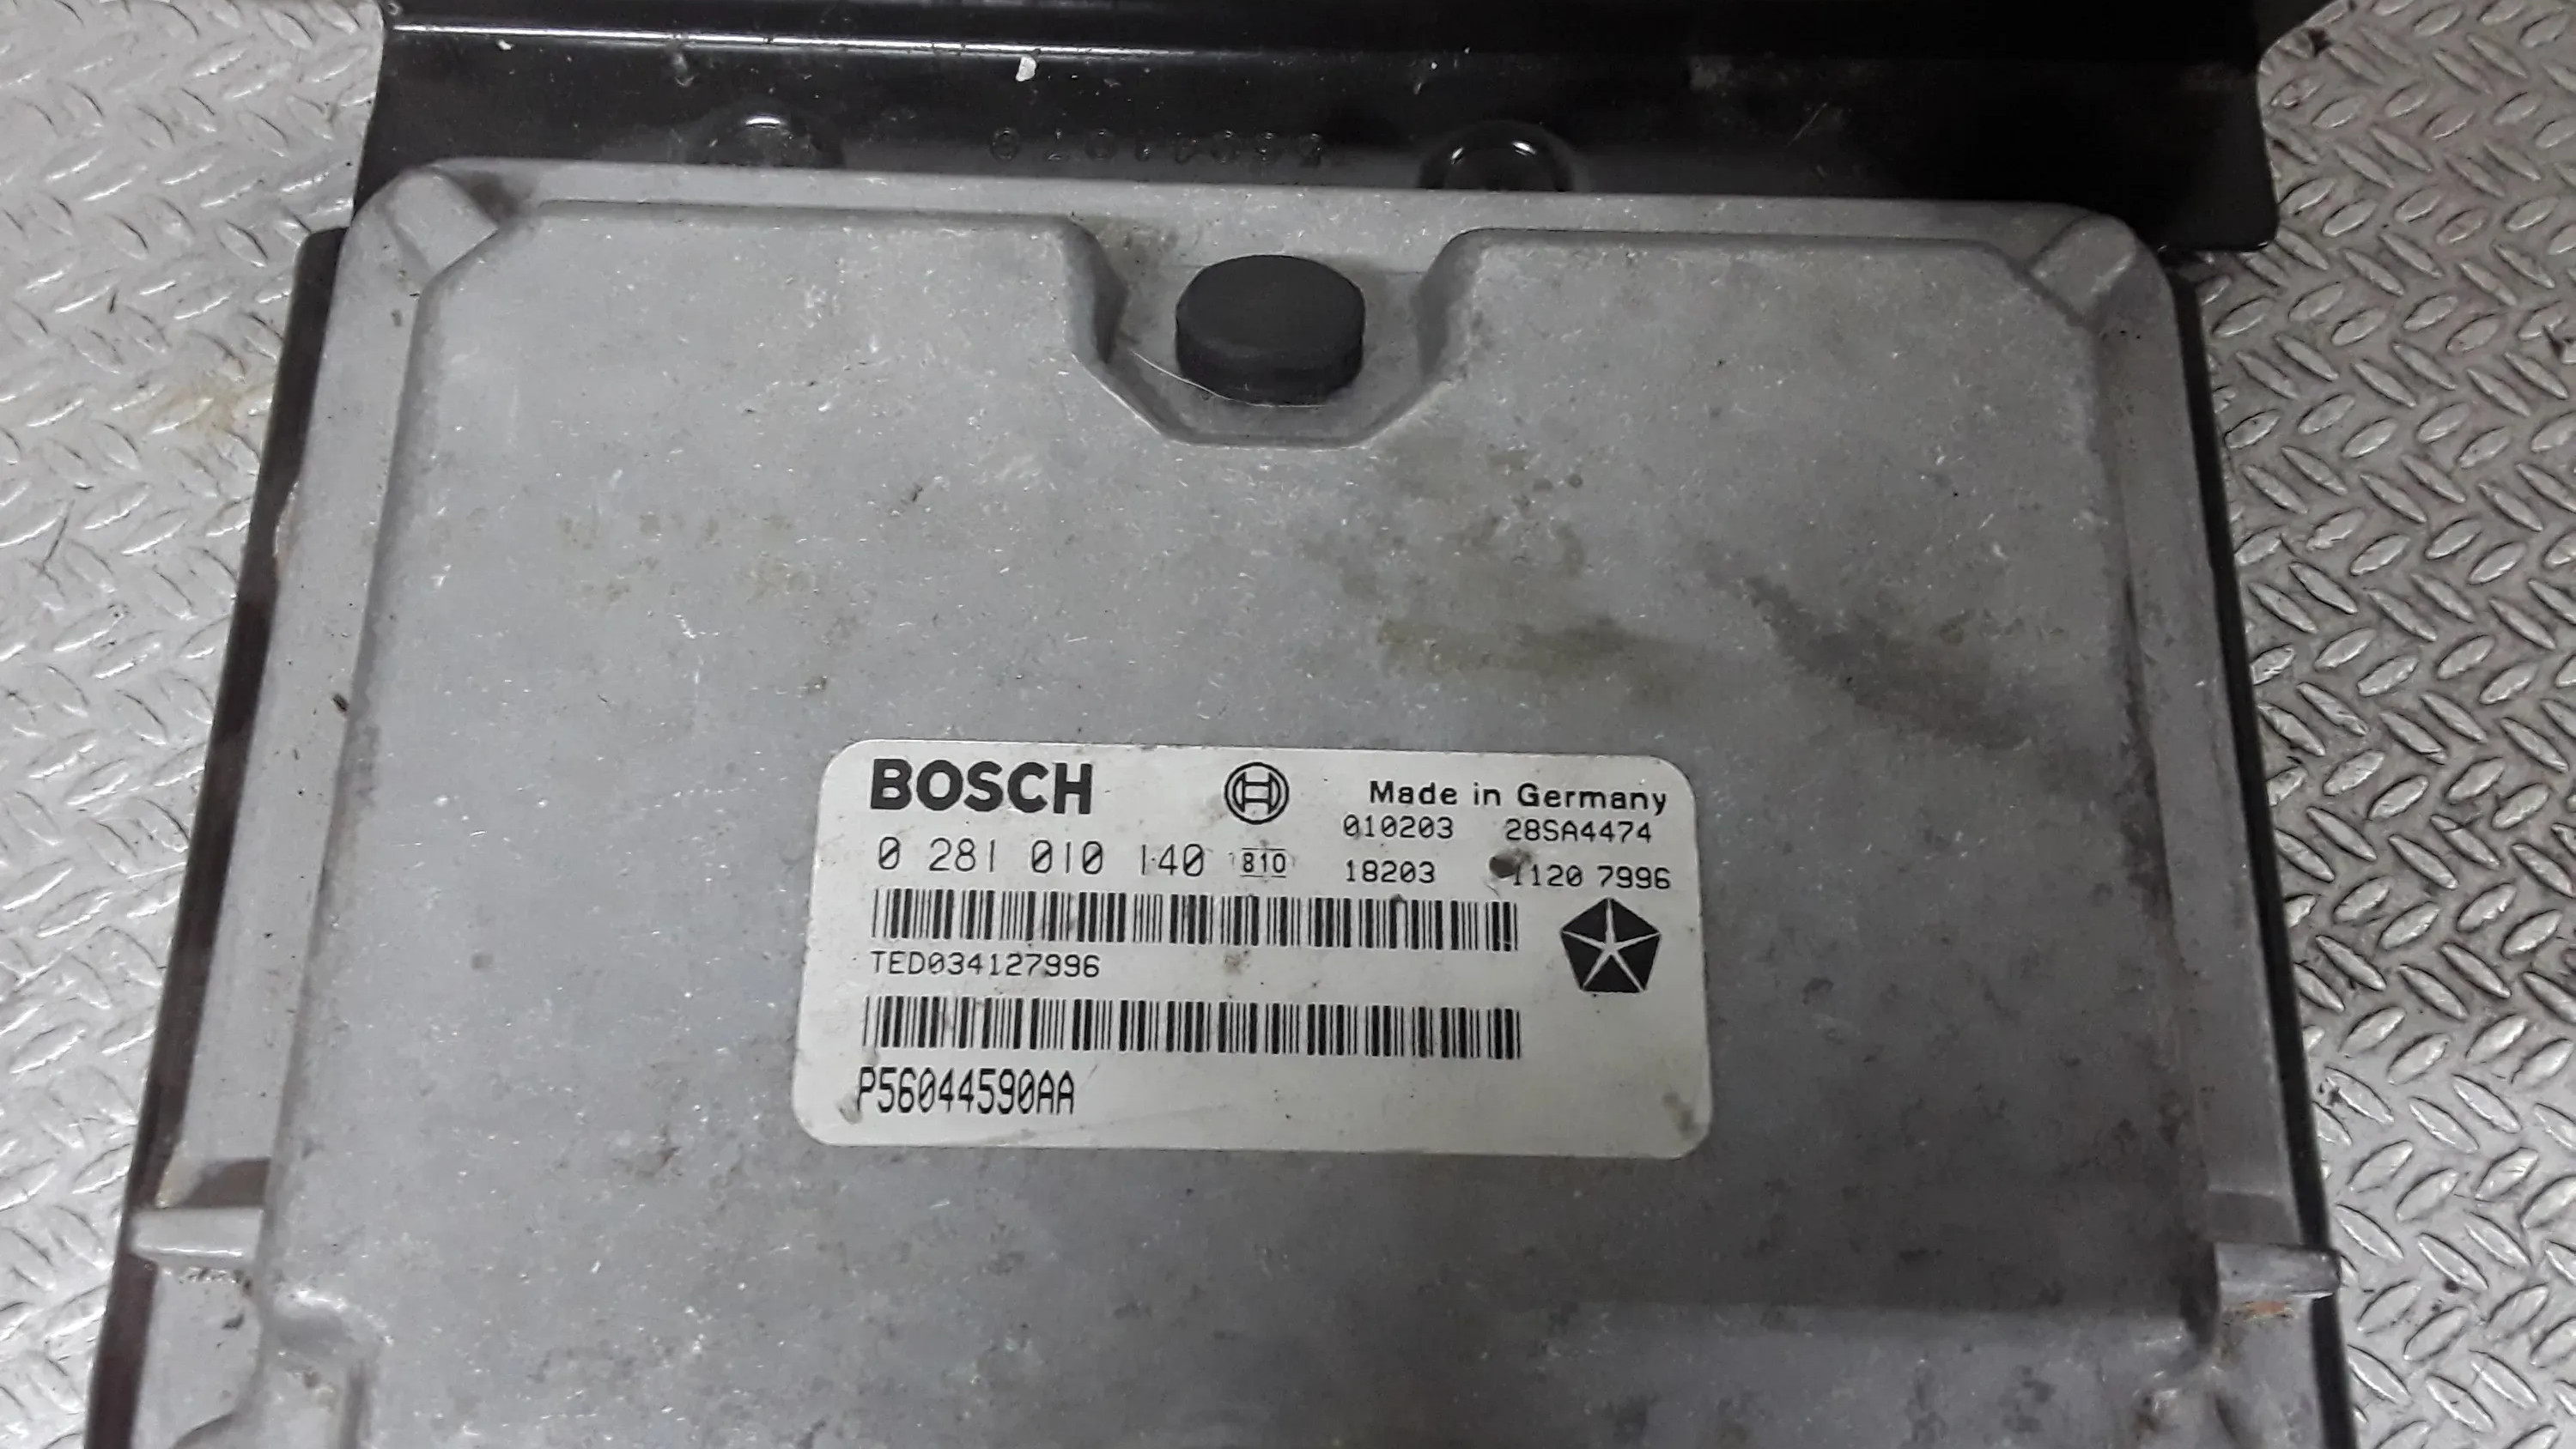 BOSCH
Made in Germany
010203 28SA4474
0 281 010 140 810
18203 1120 7996
TED034127996
P56044590AA